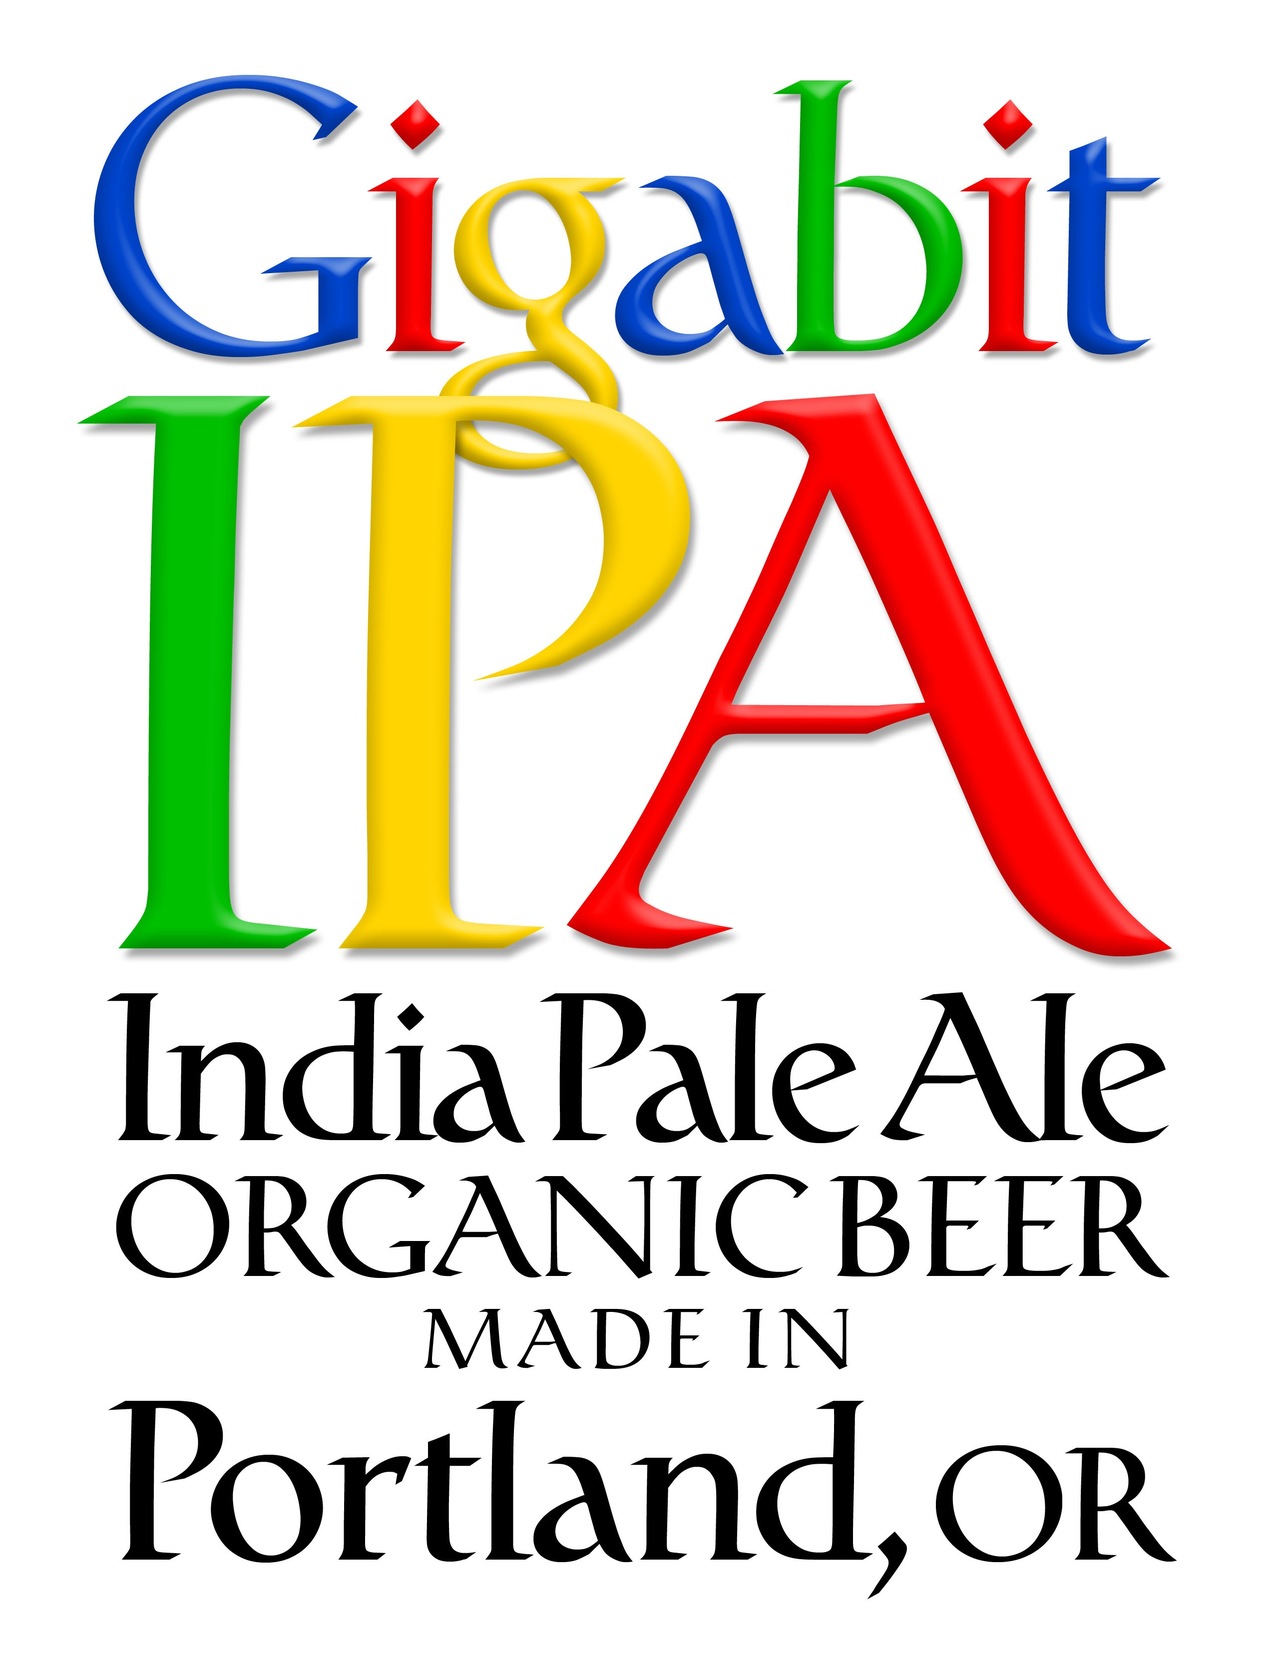 Gigabit
IPA
India Pale Ale
ORGANIC BEER
MADE IN
Portland, OR